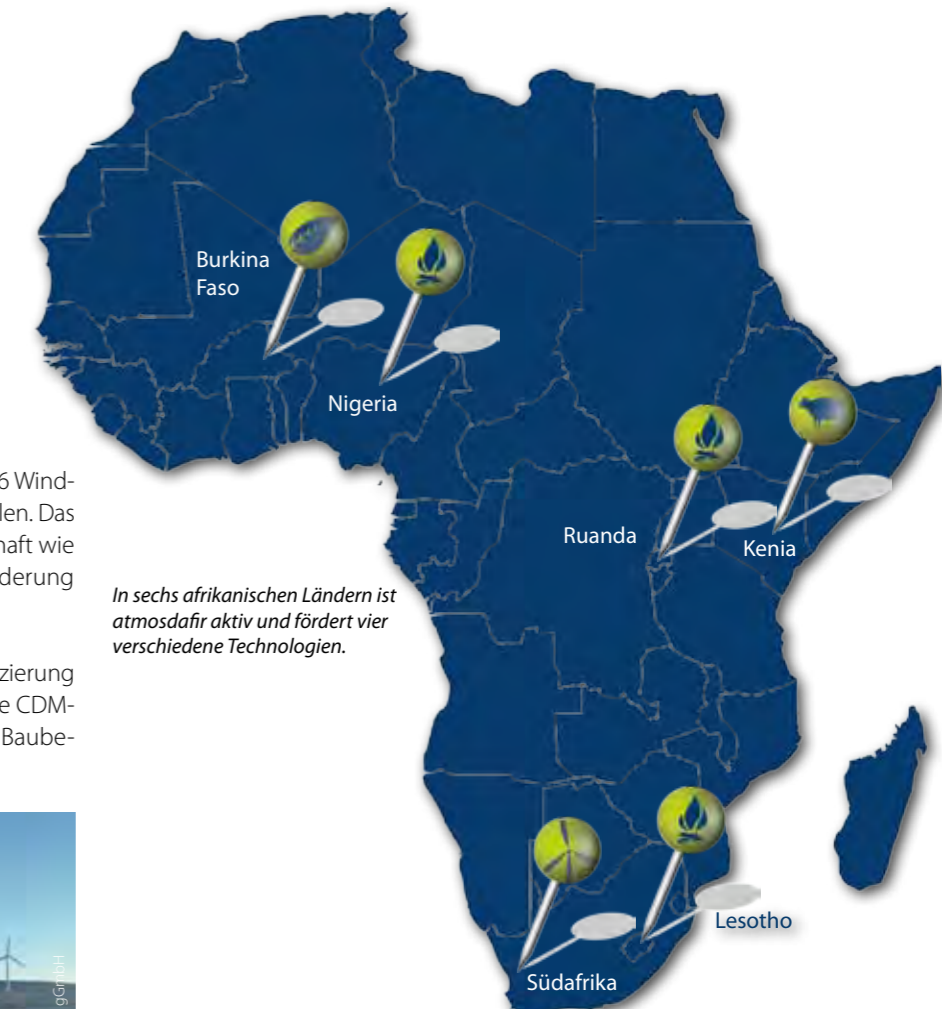 6 Wind-
len. Das
haft wie
derung
zierung
e CDM-
Baube-
gGmbH
In sechs afrikanischen Ländern ist
atmosdafir aktiv und fördert vier
verschiedene Technologien.
Burkina
Faso
Nigeria
Ruanda
Kenia
Lesotho
Südafrika